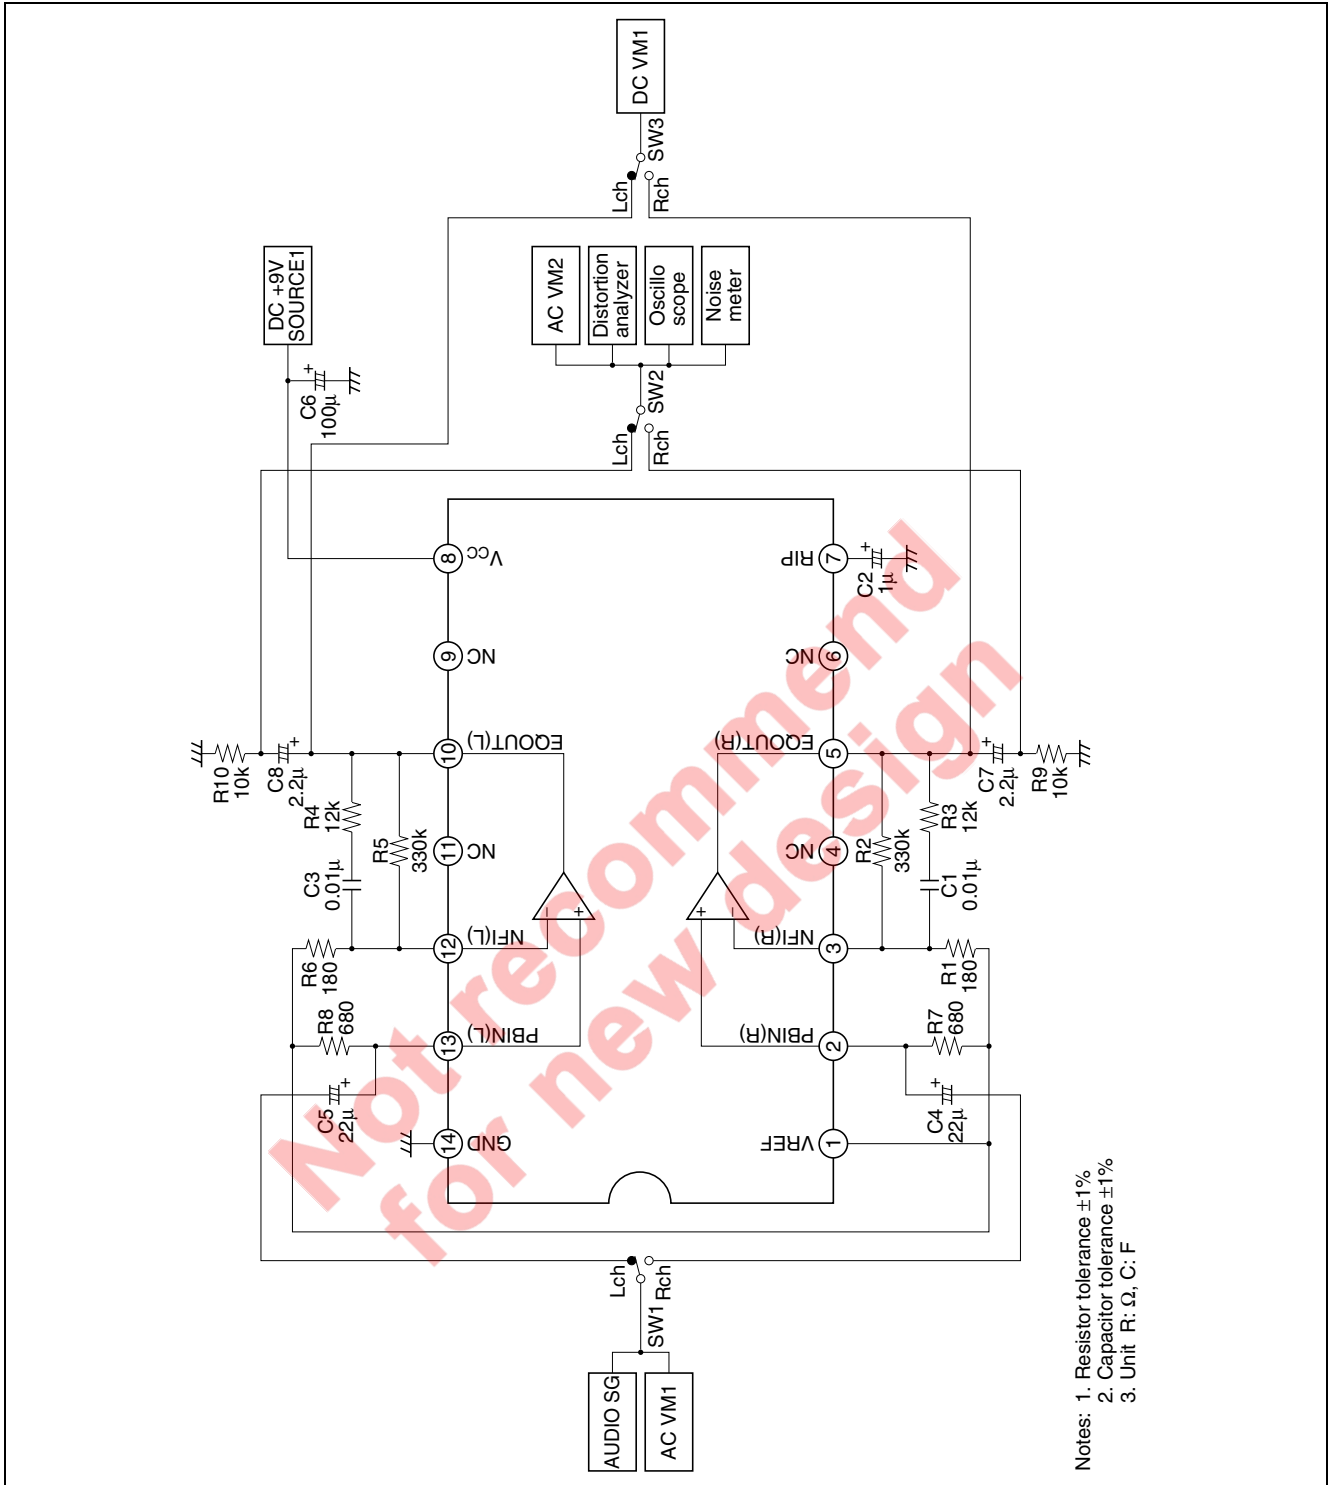 DC VM1
SW3
Lch
Rch
DC +9V
SOURCE1
C6
100μ
+
AC VM2
Distortion
analyzer
Oscillo
scope
Noise
meter
SW2
Lch
Rch
8
VCC
7
RIP
C2
1μ
+
9
NC
6
NC
R10
10k
C8
2.2μ
+
10
EQOUT(L)
5
EQOUT(R)
C7
2.2μ
+
R9
10k
R4
12k
R5
330k
C3
0.01μ
11
NC
4
NC
R2
330k
R3
12k
C1
0.01μ
–
+
+
–
R6
180
12
NFI(L)
3
NFI(R)
R1
180
R8
680
13
PBIN(L)
2
PBIN(R)
R7
680
C5
22μ
+
C4
22μ
+
14
GND
1
VREF
Lch
Rch
SW1
AUDIO SG
AC VM1
Notes: 1. Resistor tolerance ±1%
2. Capacitor tolerance ±1%
3. Unit R: Ω, C: F
Not recommend
for new design